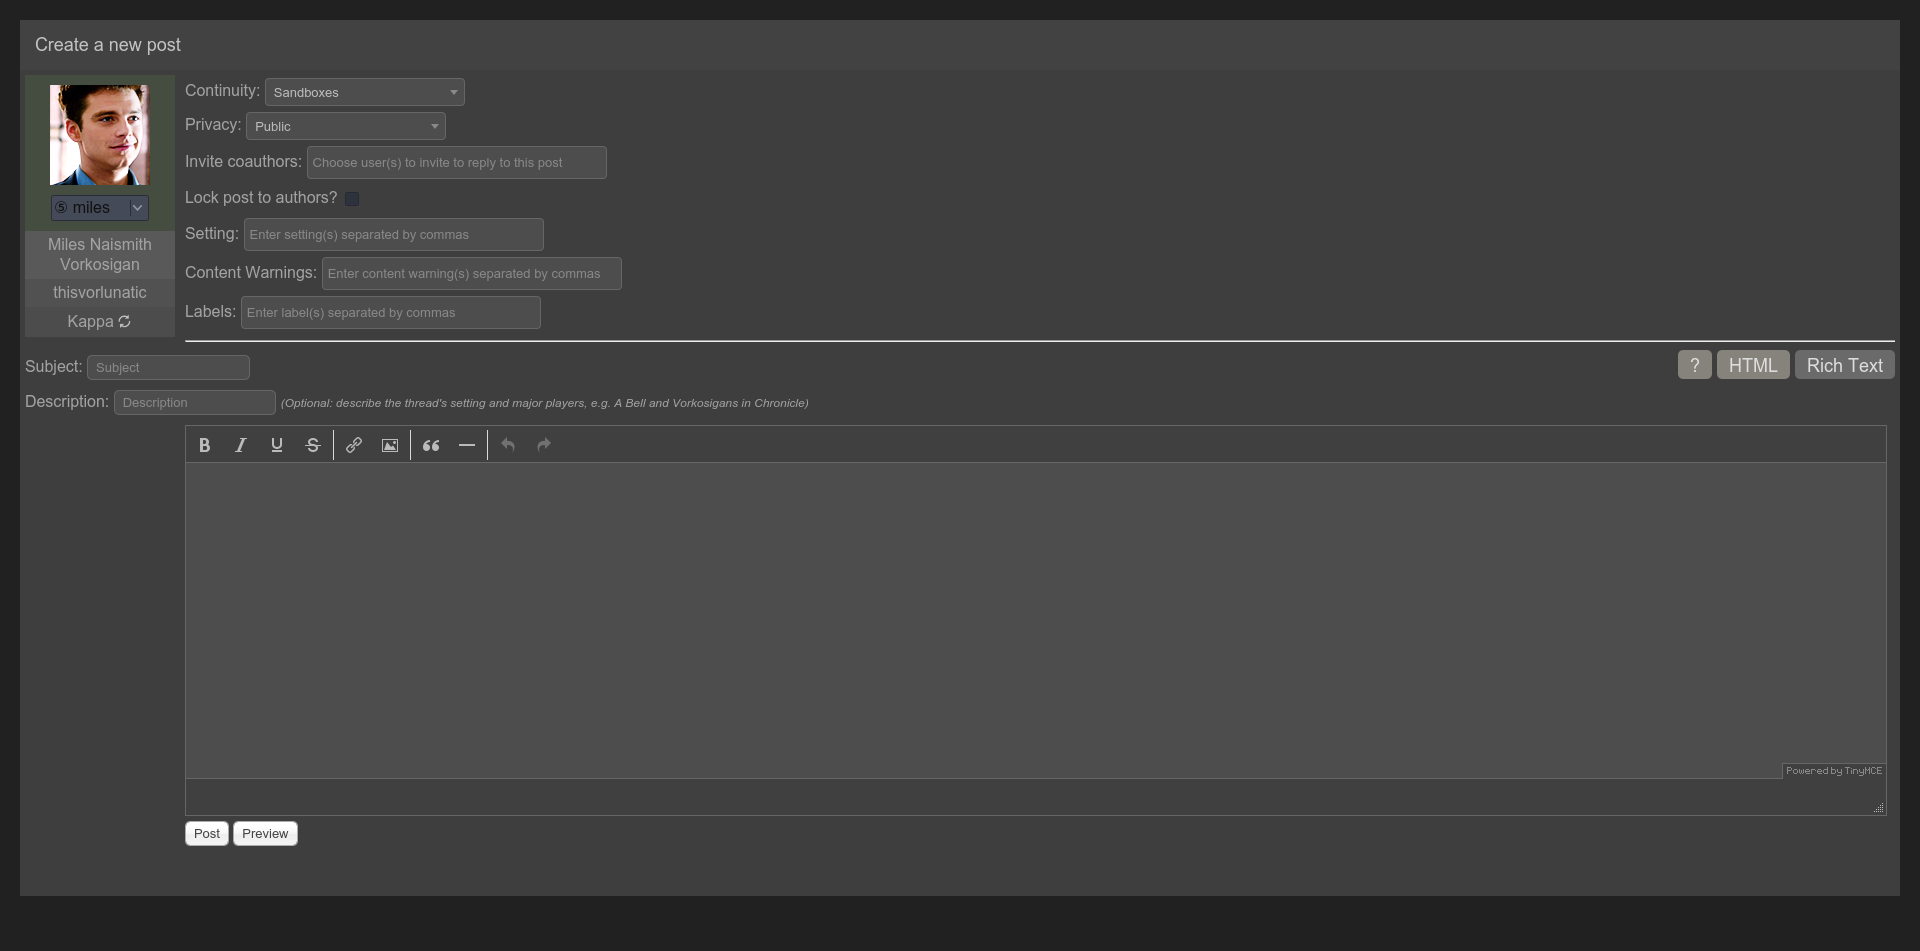 Create a new post
Continuity: Sandboxes
Privacy: Public
Invite coauthors: Choose user(s) to invite to reply to this post
⑤ miles
Lock post to authors?
Setting: Enter setting(s) separated by commas
Miles Naismith
Vorkosigan
Content Warnings: Enter content warning(s) separated by commas
thisvorlunatic
Labels: Enter label(s) separated by commas
Kappa
Subject: Subject
? HTML Rich Text
Description: Description (Optional: describe the thread's setting and major players, e.g. A Bell and Vorkosigans in Chronicle)
B I U S
Powered by TinyMCE
Post Preview